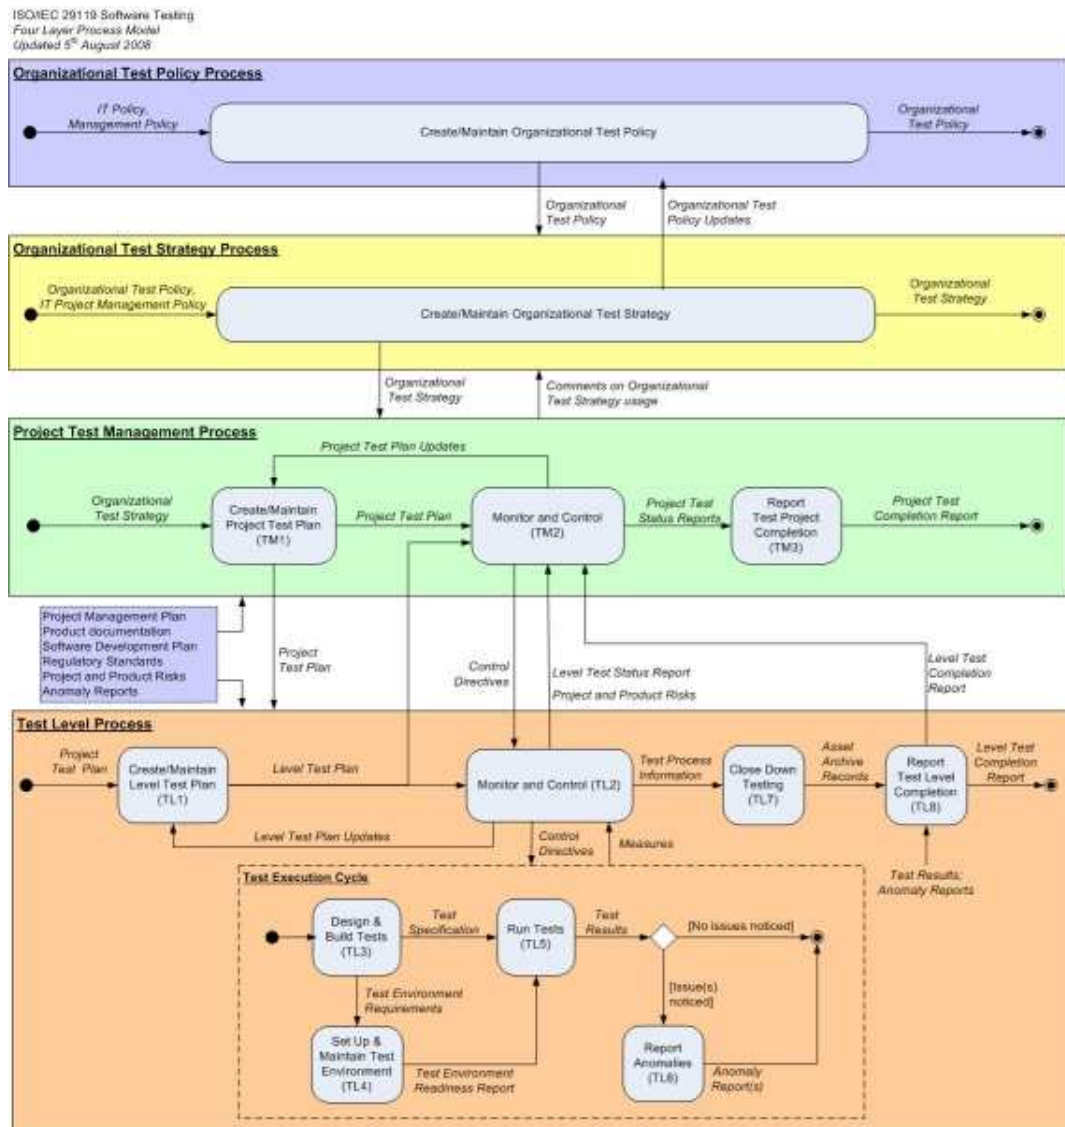 ISO/IEC 29119 Software Testing
Four Layer Process Model
Updated 5th August 2008
Organizational Test Policy Process
IT Policy,
Management Policy
Create/Maintain Organizational Test Policy
Organizational
Test Policy
Organizational
Test Policy
Organizational Test
Policy Updates
Organizational Test Strategy Process
Organizational Test Policy,
IT Project Management Policy
Create/Maintain Organizational Test Strategy
Organizational
Test Strategy
Organizational
Test Strategy
Comments on Organizational
Test Strategy usage
Project Test Management Process
Project Test Plan Updates
Organizational
Test Strategy
Create/Maintain
Project Test Plan
(TM1)
Project Test Plan
Monitor and Control
(TM2)
Project Test
Status Reports
Report
Test Project
Completion
(TM3)
Project Test
Completion Report
Project Management Plan
Product documentation
Software Development Plan
Regulatory Standards
Project and Product Risks
Anomaly Reports
Project
Test Plan
Control
Directives
Level Test Status Report
Project and Product Risks
Level Test
Completion
Report
Test Level Process
Project
Test Plan
Create/Maintain
Level Test Plan
(TL1)
Level Test Plan
Monitor and Control (TL2)
Test Process
Information
Close Down
Testing
(TL7)
Asset
Archive
Records
Report
Test Level
Completion
(TL8)
Level Test
Completion
Report
Level Test Plan Updates
Control
Directives
Measures
Test Results;
Anomaly Reports
Test Execution Cycle
Design &
Build Tests
(TL3)
Test
Specification
Run Tests
(TL5)
Test
Results
[No issues noticed]
Test Environment
Requirements
[Issue(s)
noticed]
Set Up &
Maintain Test
Environment
(TL4)
Test Environment
Readiness Report
Report
Anomalies
(TL6)
Anomaly
Report(s)